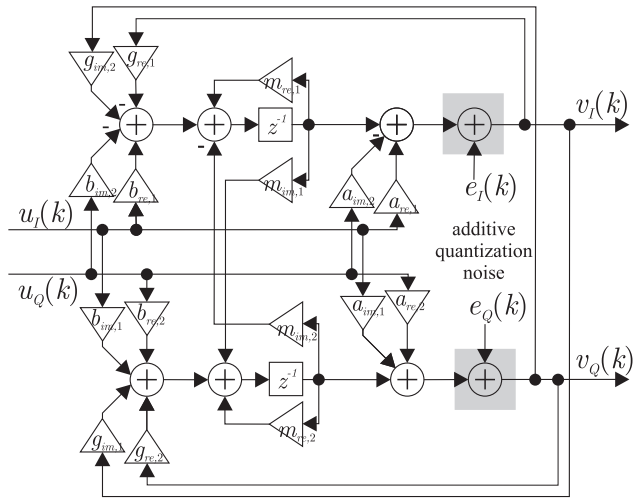 g_{im,2}
g_{re,1}
m_{re,1}
v_I(k)
-
-
-
-
z^{-1}
m_{im,1}
b_{im,2}
b_{re,1}
a_{im,2}
a_{re,1}
e_I(k)
u_I(k)
additive
quantization
noise
u_Q(k)
b_{im,1}
b_{re,2}
m_{im,2}
a_{im,1}
a_{re,2}
e_Q(k)
v_Q(k)
z^{-1}
g_{im,1}
g_{re,2}
m_{re,2}